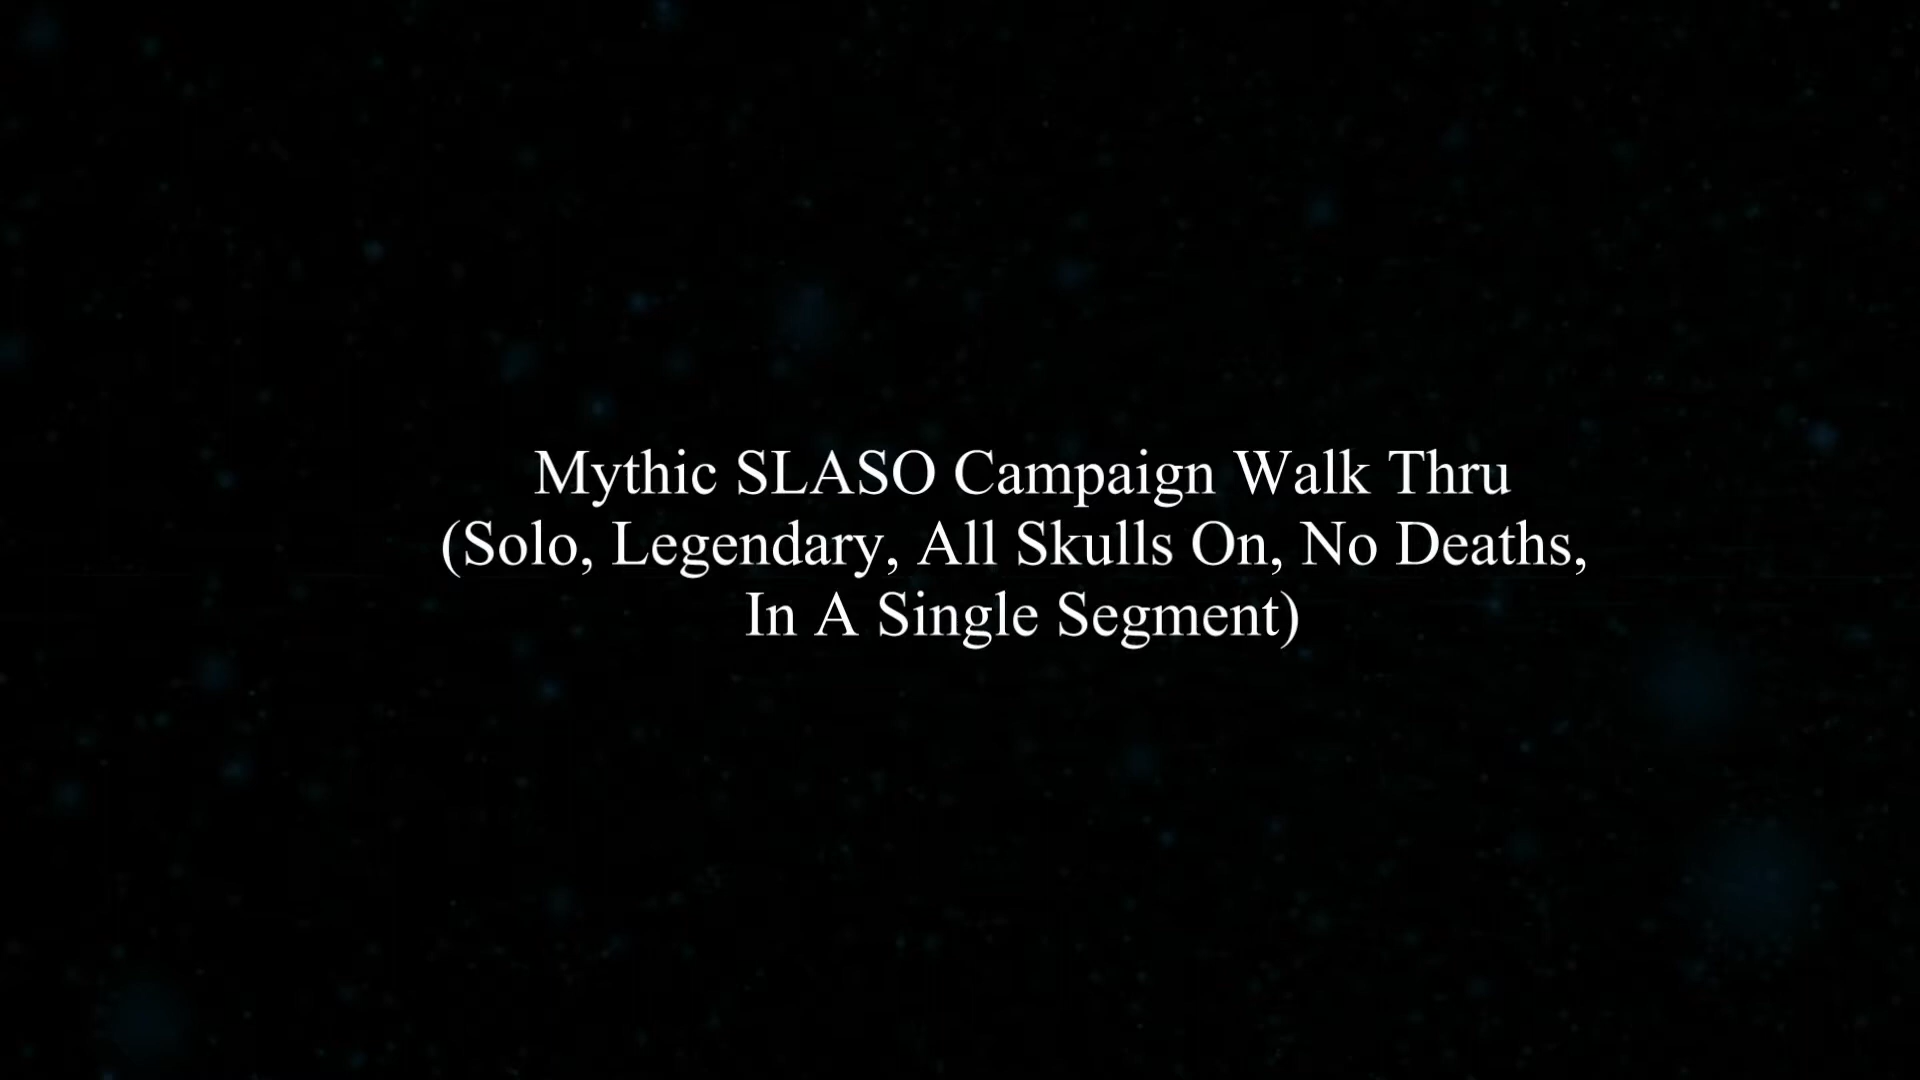 Mythic SLASO Campaign Walk Thru
(Solo, Legendary, All Skulls On, No Deaths,
In A Single Segment)